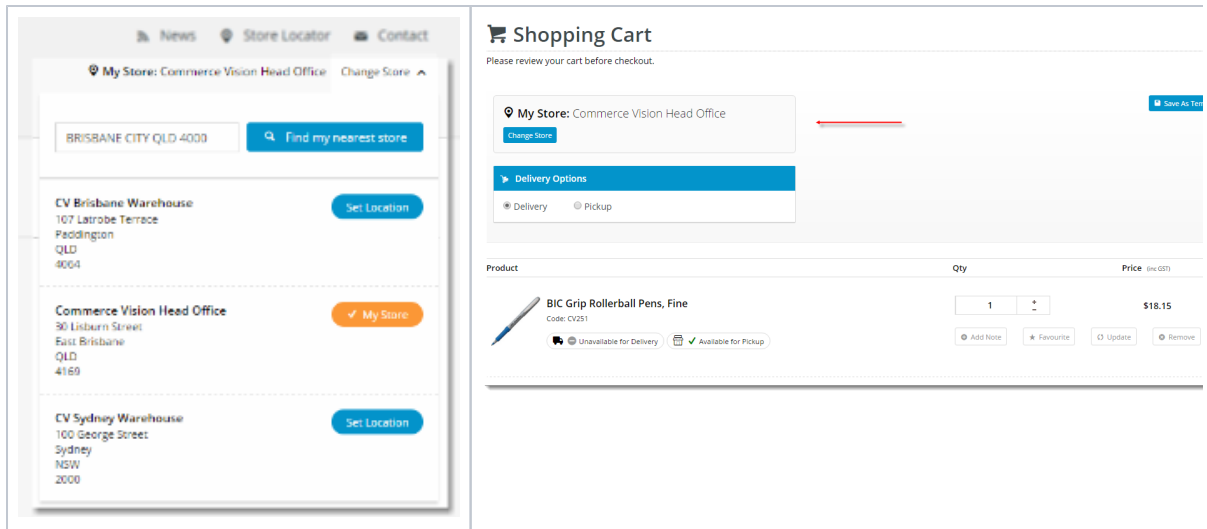 News Store Locator Contact
My Store: Commerce Vision Head Office Change Store
BRISBANE CITY QLD 4000 Find my nearest store
CV Brisbane Warehouse
107 Latrobe Terrace
Paddington
QLD
4064
Set Location
Commerce Vision Head Office
30 Lisburn Street
East Brisbane
QLD
4169
My Store
CV Sydney Warehouse
100 George Street
Sydney
NSW
2000
Set Location
Shopping Cart
Please review your cart before checkout.
My Store: Commerce Vision Head Office
Change Store
Save As Tem
Delivery Options
Delivery Pickup
Product Qty Price (inc GST)
BIC Grip Rollerball Pens, Fine
Code: CV251
Unavailable for Delivery Available for Pickup
1 + −
$18.15
Add Note Favourite Update Remove